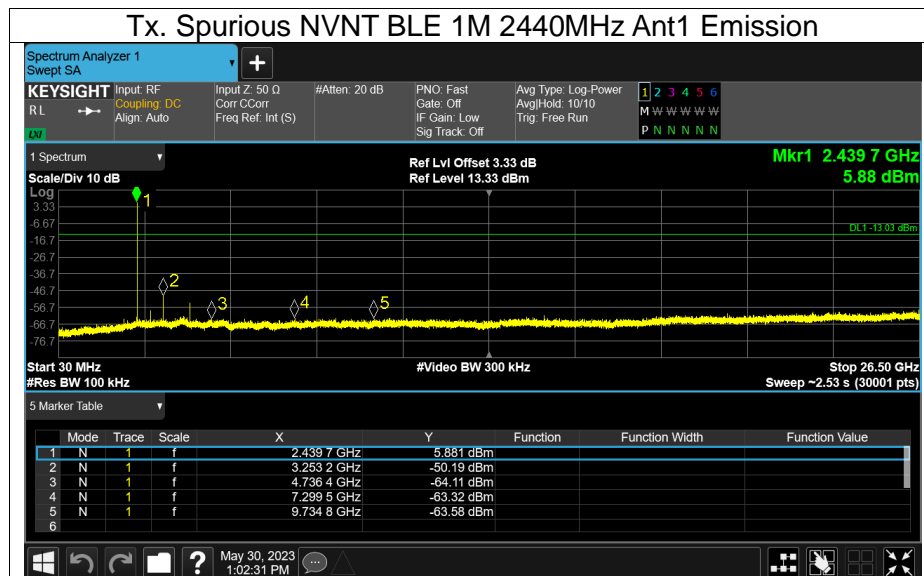 Tx. Spurious NVNT BLE 1M 2440MHz Ant1 Emission
Spectrum Analyzer 1
Swept SA
+
KEYSIGHT Input: RF Input Z: 50 Ω #Atten: 20 dB PNO: Fast Avg Type: Log-Power 1 2 3 4 5 6
RL Coupling: DC Corr CCorr Gate: Off Avg|Hold: 10/10 M W W W W W
Align: Auto Freq Ref: Int (S) IF Gain: Low Trig: Free Run
LXI Sig Track: Off P N N N N N
1 Spectrum Ref Lvl Offset 3.33 dB Mkr1 2.439 7 GHz
Scale/Div 10 dB Ref Level 13.33 dBm 5.88 dBm
Log
1
3.33
-6.67
DL1 -13.03 dBm
-16.7
-26.7
-36.7
2
-46.7
3 4 5
-56.7
-66.7
-76.7
Start 30 MHz #Video BW 300 kHz Stop 26.50 GHz
#Res BW 100 kHz Sweep ~2.53 s (30001 pts)
5 Marker Table
Mode Trace Scale X Y Function Function Width Function Value
1 N 1 f 2.439 7 GHz 5.881 dBm
2 N 1 f 3.253 2 GHz -50.19 dBm
3 N 1 f 4.736 4 GHz -64.11 dBm
4 N 1 f 7.299 5 GHz -63.32 dBm
5 N 1 f 9.734 8 GHz -63.58 dBm
6
? May 30, 2023
1:02:31 PM